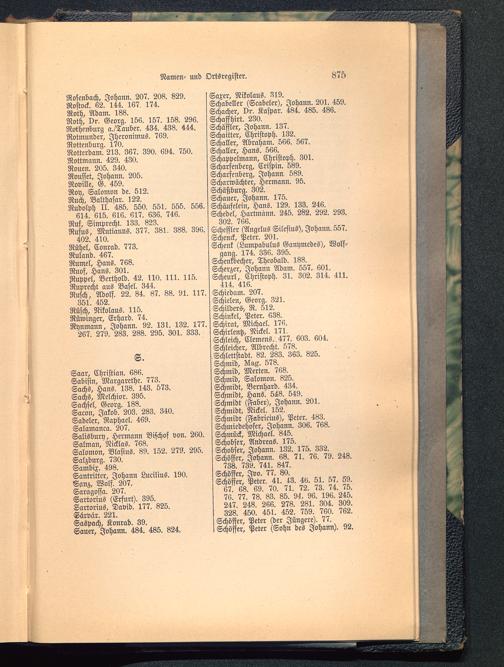 Namen- und Ortsregister. 875
Rosenbach, Johann. 207. 208. 829.
Rostock. 62. 144. 167. 174.
Roth, Adam. 188.
Roth, Dr. Georg. 156. 157. 158. 296.
Rothenburg a./Tauber. 434. 438. 444.
Rotmunder, Jheronimus. 769.
Rottenburg. 170.
Rotterdam. 213. 367. 390. 694. 750.
Rottmann. 429. 430.
Rouen. 205. 340.
Rousset, Johann. 205.
Roville, G. 459.
Roy, Salomon de. 512.
Ruch, Balthasar. 122.
Rudolph II. 485. 550. 551. 555. 556.
614. 615. 616. 617. 636. 746.
Ruf, Simprecht. 133. 823.
Rufus, Mutianus. 377. 381. 388. 396.
402. 410.
Rühel, Conrad. 773.
Ruland. 467.
Rumel, Hans. 768.
Ruof, Hans. 301.
Ruppel, Berthold. 42. 110. 111. 115.
Ruprecht aus Basel. 344.
Rusch, Adolf. 22. 84. 87. 88. 91. 117.
351. 452.
Rüsch, Nikolaus. 115.
Rüwinger, Erhard. 74.
Rynmann, Johann. 92. 131. 132. 177.
267. 279. 283. 288. 295. 301. 333.
S.
Saar, Christian. 686.
Sabisin, Margarethe. 773.
Sachs, Hans. 138. 143. 573.
Sachs, Melchior. 395.
Sachsel, Georg. 188.
Sacon, Jakob. 203. 283. 340.
Sadeler, Raphael. 469.
Salamanca. 207.
Salisbury, Hermann Bischof von. 260.
Salman, Niklas. 768.
Salomon, Blasius. 89. 152. 279. 295.
Salzburg. 730.
Sambix. 498.
Santritter, Johann Lucilius. 190.
Sanz, Wolf. 207.
Saragossa. 207.
Sartorius (Erfurt). 395.
Sartorius, David. 177. 825.
Sárvár. 221.
Saspach, Konrad. 39.
Sauer, Johann. 484. 485. 824.
Saxer, Nikolaus. 319.
Schabeller (Scabeler), Johann. 201. 459.
Schacher, Dr. Kaspar. 484. 485. 486.
Schaffhirt. 230.
Schäffler, Johann. 137.
Schaitter, Christoph. 132.
Schaller, Abraham. 566. 567.
Schaller, Hans. 566.
Schappelmann, Christoph. 301.
Scharfenberg, Crispin. 589.
Scharfenberg, Johann. 589.
Scharwächter, Hermann. 95.
Schäßburg. 302.
Schauer, Johann. 175.
Schäufelein, Hans. 129. 133. 246.
Schedel, Hartmann. 245. 282. 292. 293.
302. 766.
Scheffler (Angelus Silesius), Johann. 557.
Schenck, Peter. 201.
Schenk (Lumpabulus Ganymedes), Wolf-
gang. 174. 336. 395.
Schenkbecher, Theobald. 188.
Scherzer, Johann Adam. 557. 601.
Scheurl, Christoph. 31. 302. 314. 411.
414. 416.
Schiedam. 207.
Schielen, Georg. 321.
Schilders, R. 512.
Schinkel, Peter. 638.
Schirat, Michael. 176.
Schirlentz, Nickel. 171.
Schleich, Clemens. 477. 603. 604.
Schleicher, Albrecht. 578.
Schlettstadt. 82. 283. 363. 825.
Schmid, Mag. 578.
Schmid, Merten. 768.
Schmid, Salomon. 825.
Schmidt, Bernhard. 434.
Schmidt, Hans. 548. 549.
Schmidt (Faber), Johann. 201.
Schmidt, Nickel. 152.
Schmidt (Fabricius), Peter. 483.
Schmiedehofer, Johann. 306. 768.
Schmück, Michael. 845.
Schobser, Andreas. 175.
Schobser, Johann. 132. 175. 332.
Schöffer, Johann. 68. 71. 76. 79. 248.
738. 739. 741. 847.
Schöffer, Ivo. 77. 80.
Schöffer, Peter. 41. 43. 46. 51. 57. 59.
67. 68. 69. 70. 71. 72. 73. 74. 75.
76. 77. 78. 83. 85. 94. 96. 196. 245.
247. 248. 266. 278. 281. 304. 309.
328. 450. 451. 452. 759. 760. 762.
Schöffer, Peter (der Jüngere). 77.
Schöffer, Peter (Sohn des Johann). 92.